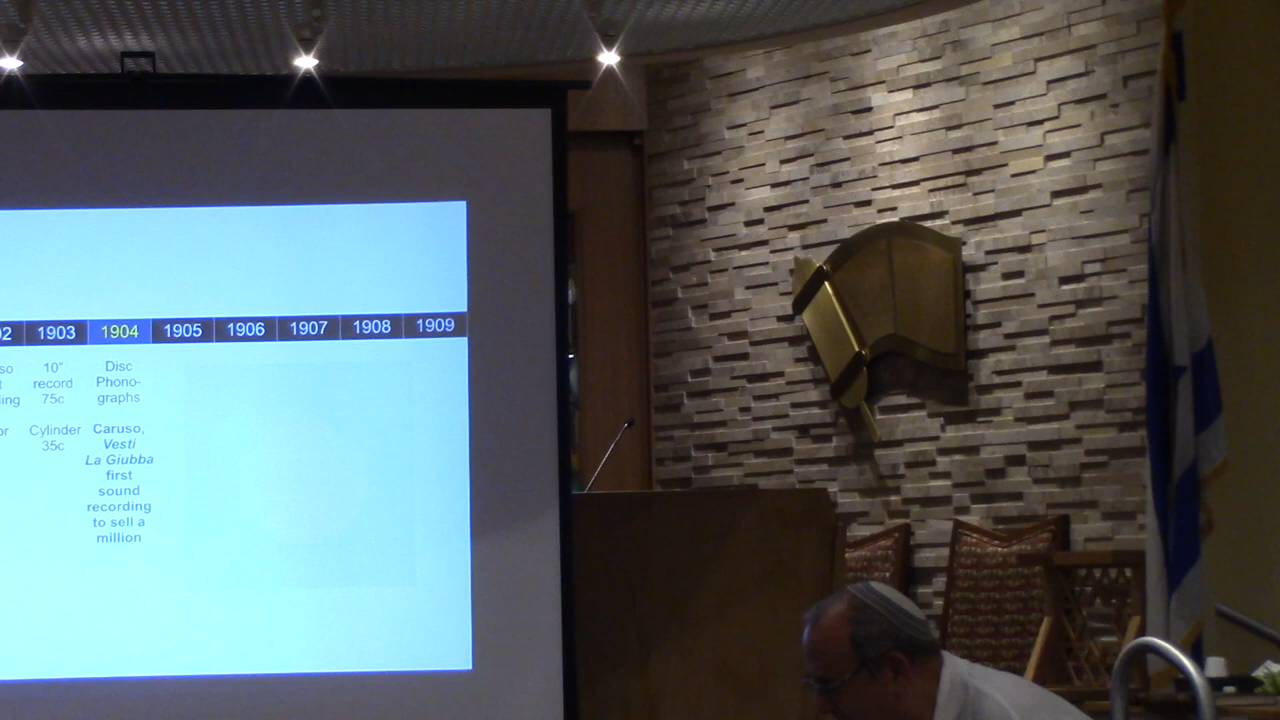 02 1903 1904 1905 1906 1907 1908 1909
10"
record
75c
Cylinder
35c
Disc
Phono-
graphs
Caruso,
Vesti
La Giubba
first
sound
recording
to sell a
million